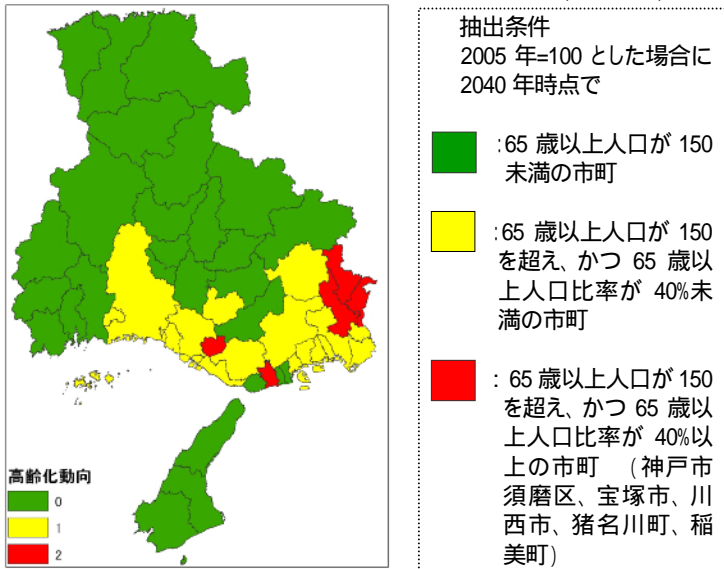 抽出条件
2005 年=100 とした場合に
2040 年時点で
:65 歳以上人口が 150
未満の市町
:65 歳以上人口が 150
を超え、かつ 65 歳以
上人口比率が 40%未
満の市町
: 65 歳以上人口が 150
を超え、かつ 65 歳以
上人口比率が 40%以
上の市町 （神戸市
須磨区、宝塚市、川
西市、猪名川町、稲
美町）
高齢化動向
0
1
2